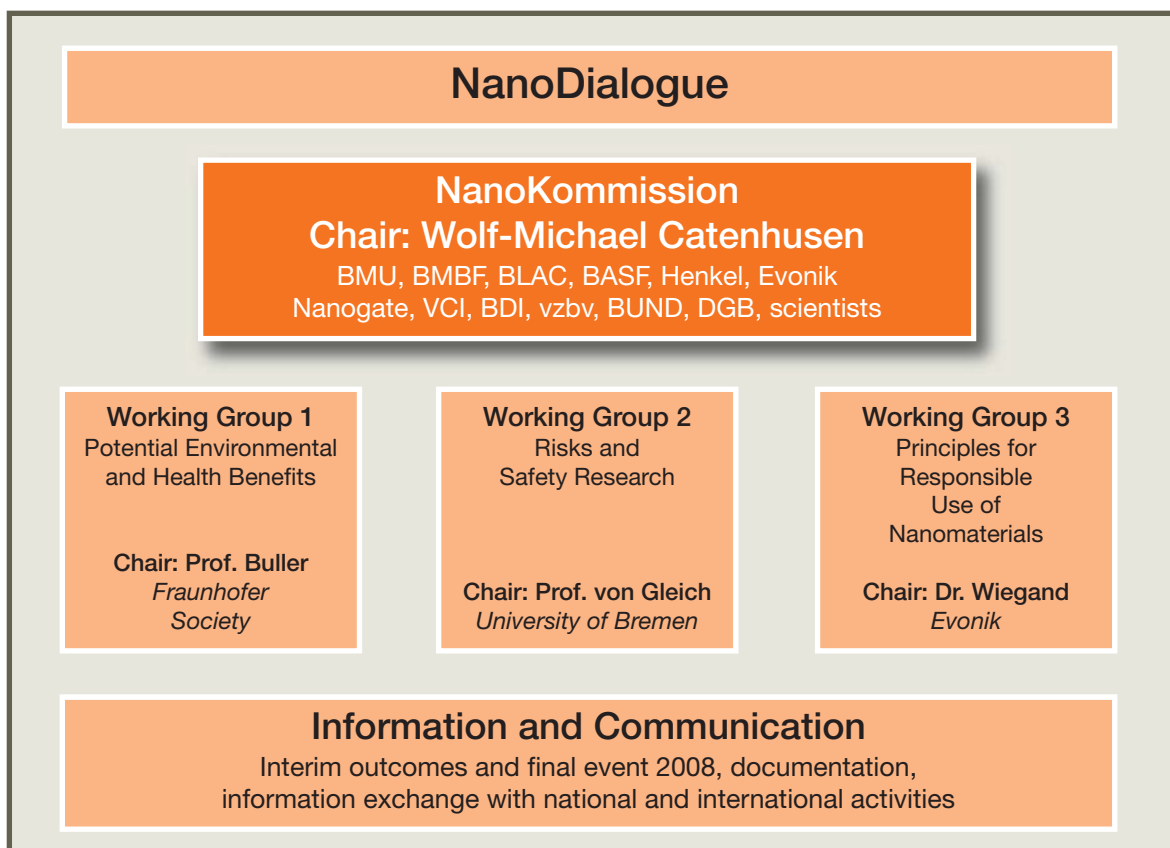 NanoDialogue
NanoKommission
Chair: Wolf-Michael Catenhusen
BMU, BMBF, BLAC, BASF, Henkel, Evonik
Nanogate, VCI, BDI, vzbv, BUND, DGB, scientists
Working Group 1
Potential Environmental
and Health Benefits
Chair: Prof. Buller
Fraunhofer
Society
Working Group 2
Risks and
Safety Research
Chair: Prof. von Gleich
University of Bremen
Working Group 3
Principles for
Responsible
Use of
Nanomaterials
Chair: Dr. Wiegand
Evonik
Information and Communication
Interim outcomes and final event 2008, documentation,
information exchange with national and international activities